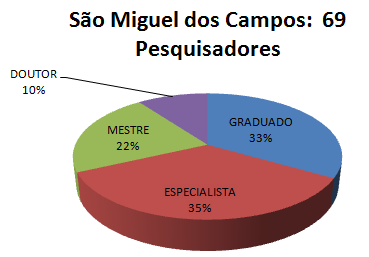 São Miguel dos Campos:  69
Pesquisadores
DOUTOR
10%
GRADUADO
33%
MESTRE
22%
ESPECIALISTA
35%